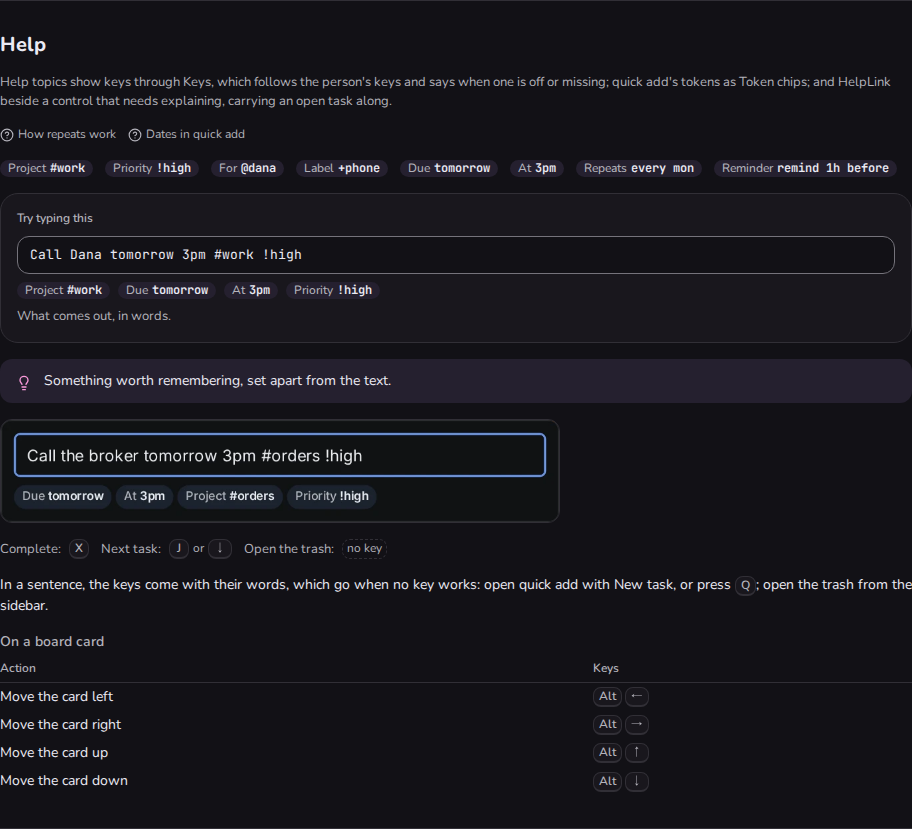 Help
Help topics show keys through Keys, which follows the person's keys and says when one is off or missing; quick add's tokens as Token chips; and HelpLink
beside a control that needs explaining, carrying an open task along.
How repeats work Dates in quick add
Project #work Priority !high For @dana Label +phone Due tomorrow At 3pm Repeats every mon Reminder remind 1h before
Try typing this
Call Dana tomorrow 3pm #work !high
Project #work Due tomorrow At 3pm Priority !high
What comes out, in words.
Something worth remembering, set apart from the text.
Call the broker tomorrow 3pm #orders !high
Due tomorrow At 3pm Project #orders Priority !high
Complete: X Next task: J or ↓ Open the trash: no key
In a sentence, the keys come with their words, which go when no key works: open quick add with New task, or press Q; open the trash from the
sidebar.
On a board card
Action Keys
Move the card left Alt ←
Move the card right Alt →
Move the card up Alt ↑
Move the card down Alt ↓